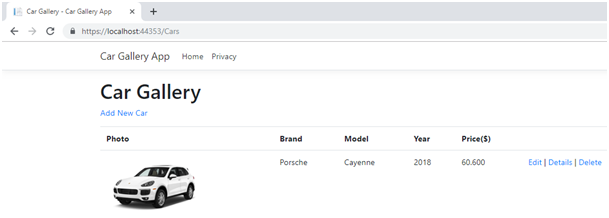 Car Gallery - Car Gallery App
https://localhost:44353/Cars
Car Gallery App Home Privacy
Car Gallery
Add New Car
Photo Brand Model Year Price($)
Porsche Cayenne 2018 60.600 Edit | Details | Delete